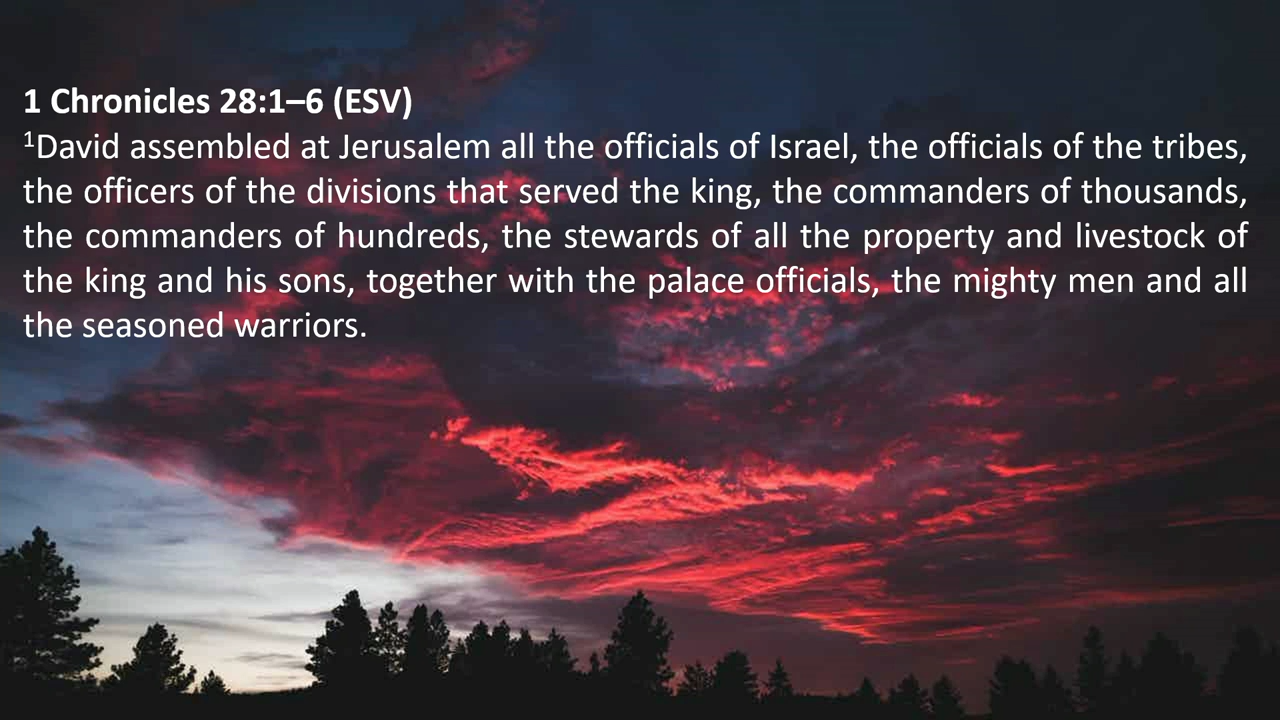 1 Chronicles 28:1–6 (ESV)
¹David assembled at Jerusalem all the officials of Israel, the officials of the tribes,
the officers of the divisions that served the king, the commanders of thousands,
the commanders of hundreds, the stewards of all the property and livestock of
the king and his sons, together with the palace officials, the mighty men and all
the seasoned warriors.